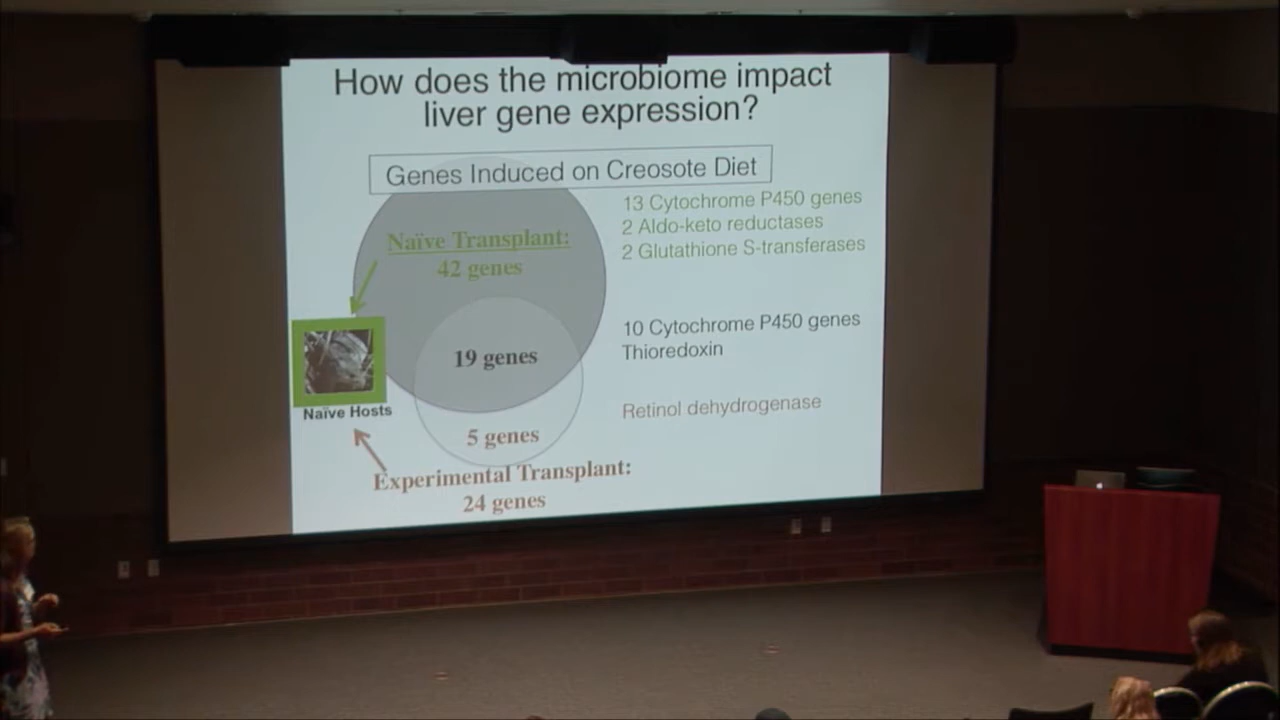 How does the microbiome impact
liver gene expression?
Genes Induced on Creosote Diet
13 Cytochrome P450 genes
2 Aldo-keto reductases
2 Glutathione S-transferases
Naïve Transplant:
42 genes
10 Cytochrome P450 genes
Thioredoxin
19 genes
Naïve Hosts
Retinol dehydrogenase
5 genes
Experimental Transplant:
24 genes